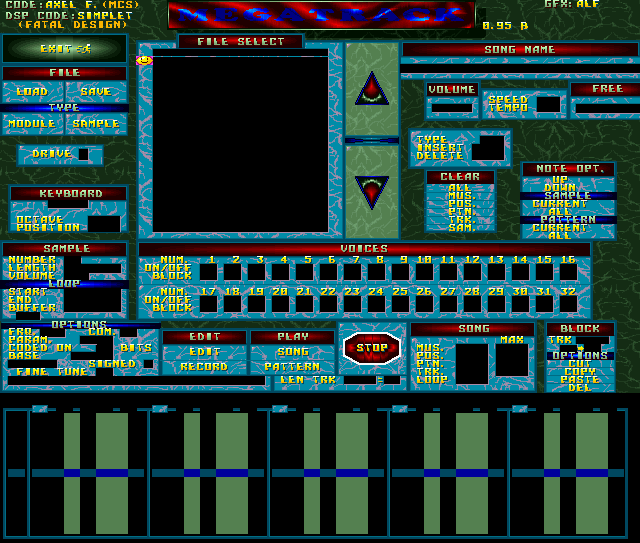 CODE:AXEL F.(MCS)
DSP CODE:SIMPLET
(FATAL DESIGN)
MEGATRACK
0.95 B
GFX: ALF
EXIT
FILE SELECT
SONG NAME
FILE
LOAD SAVE
TYPE
MODULE SAMPLE
DRIVE
KEYBOARD
OCTAVE
POSITION
VOLUME
SPEED
TEMPO
FREE
TYPE
INSERT
DELETE
CLEAR
ALL
MUS.
POS.
PTN.
TRK.
SAM.
NOTE OPT.
UP
DOWN
SAMPLE
CURRENT
ALL
PATTERN
CURRENT
ALL
SAMPLE
NUMBER
LENGTH
VOLUME
LOOP
START
END
BUFFER
VOICES
NUM. 1 2 3 4 5 6 7 8 9 10 11 12 13 14 15 16
ON/OFF
BLOCK
NUM. 17 18 19 20 21 22 23 24 25 26 27 28 29 30 31 32
ON/OFF
BLOCK
OPTIONS
FRQ. COM.
PARAM.
CODED ON BITS
BASE
SIGNED
FINE TUNE
EDIT
EDIT
RECORD
PLAY
SONG
PATTERN
LEN TRK -
STOP
SONG
MAX
MUS.
POS.
PTN.
TRK.
LOOP
BLOCK
TRK
OPTIONS
CUT
COPY
PASTE
DEL